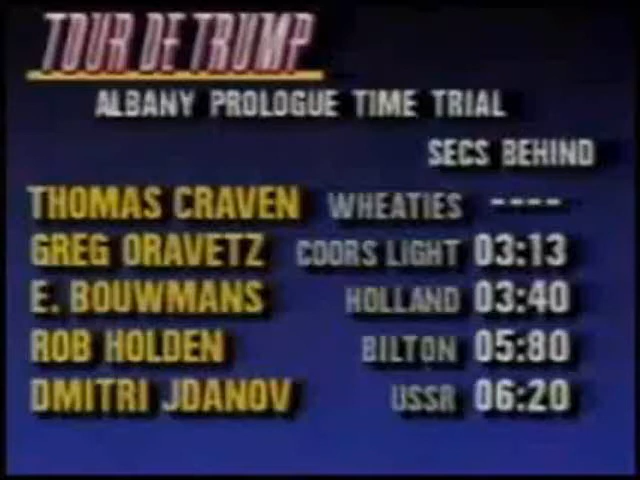 TOUR DE TRUMP
ALBANY PROLOGUE TIME TRIAL
SECS BEHIND
THOMAS CRAVEN WHEATIES ----
GREG ORAVETZ COORS LIGHT 03:13
E. BOUWMANS HOLLAND 03:40
ROB HOLDEN BILTON 05:80
DMITRI JDANOV USSR 06:20